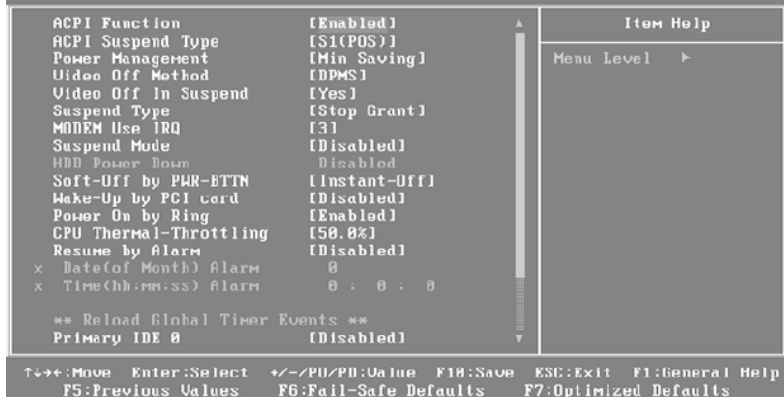 ACPI Function [Enabled]
ACPI Suspend Type [S1(POS)]
Power Management [Min Saving]
Video Off Method [DPMS]
Video Off In Suspend [Yes]
Suspend Type [Stop Grant]
MODEM Use IRQ [3]
Suspend Mode [Disabled]
HDD Power Down Disabled
Soft-Off by PWR-BTTN [Instant-Off]
Wake-Up by PCI card [Disabled]
Power On by Ring [Enabled]
CPU Thermal-Throttling [50.0%]
Resume by Alarm [Disabled]
x Date(of Month) Alarm 0
x Time(hh:mm:ss) Alarm 0 : 0 : 0
** Reload Global Timer Events **
Primary IDE 0 [Disabled]
Item Help
Menu Level ►
↑↓→←:Move Enter:Select +/-/PU/PD:Value F10:Save ESC:Exit F1:General Help
F5:Previous Values F6:Fail-Safe Defaults F7:Optimized Defaults